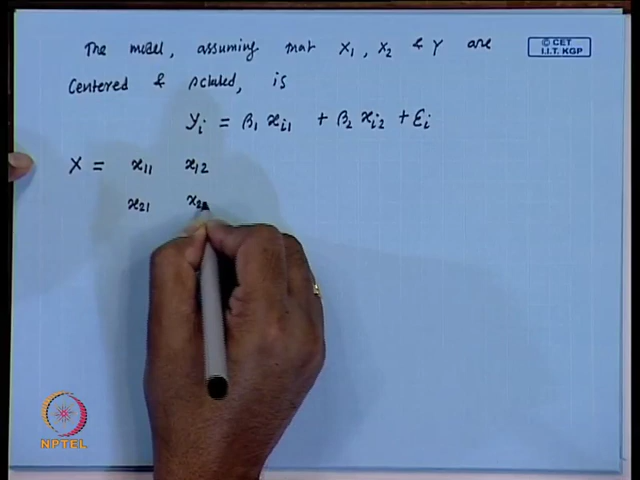 The model, assuming that X₁, X₂ & Y are
© CET
I.I.T. KGP
Centered & scaled, is
yᵢ = β₁ xᵢ₁ + β₂ xᵢ₂ + εᵢ
X = x₁₁ x₁₂
x₂₁ x₂
NPTEL